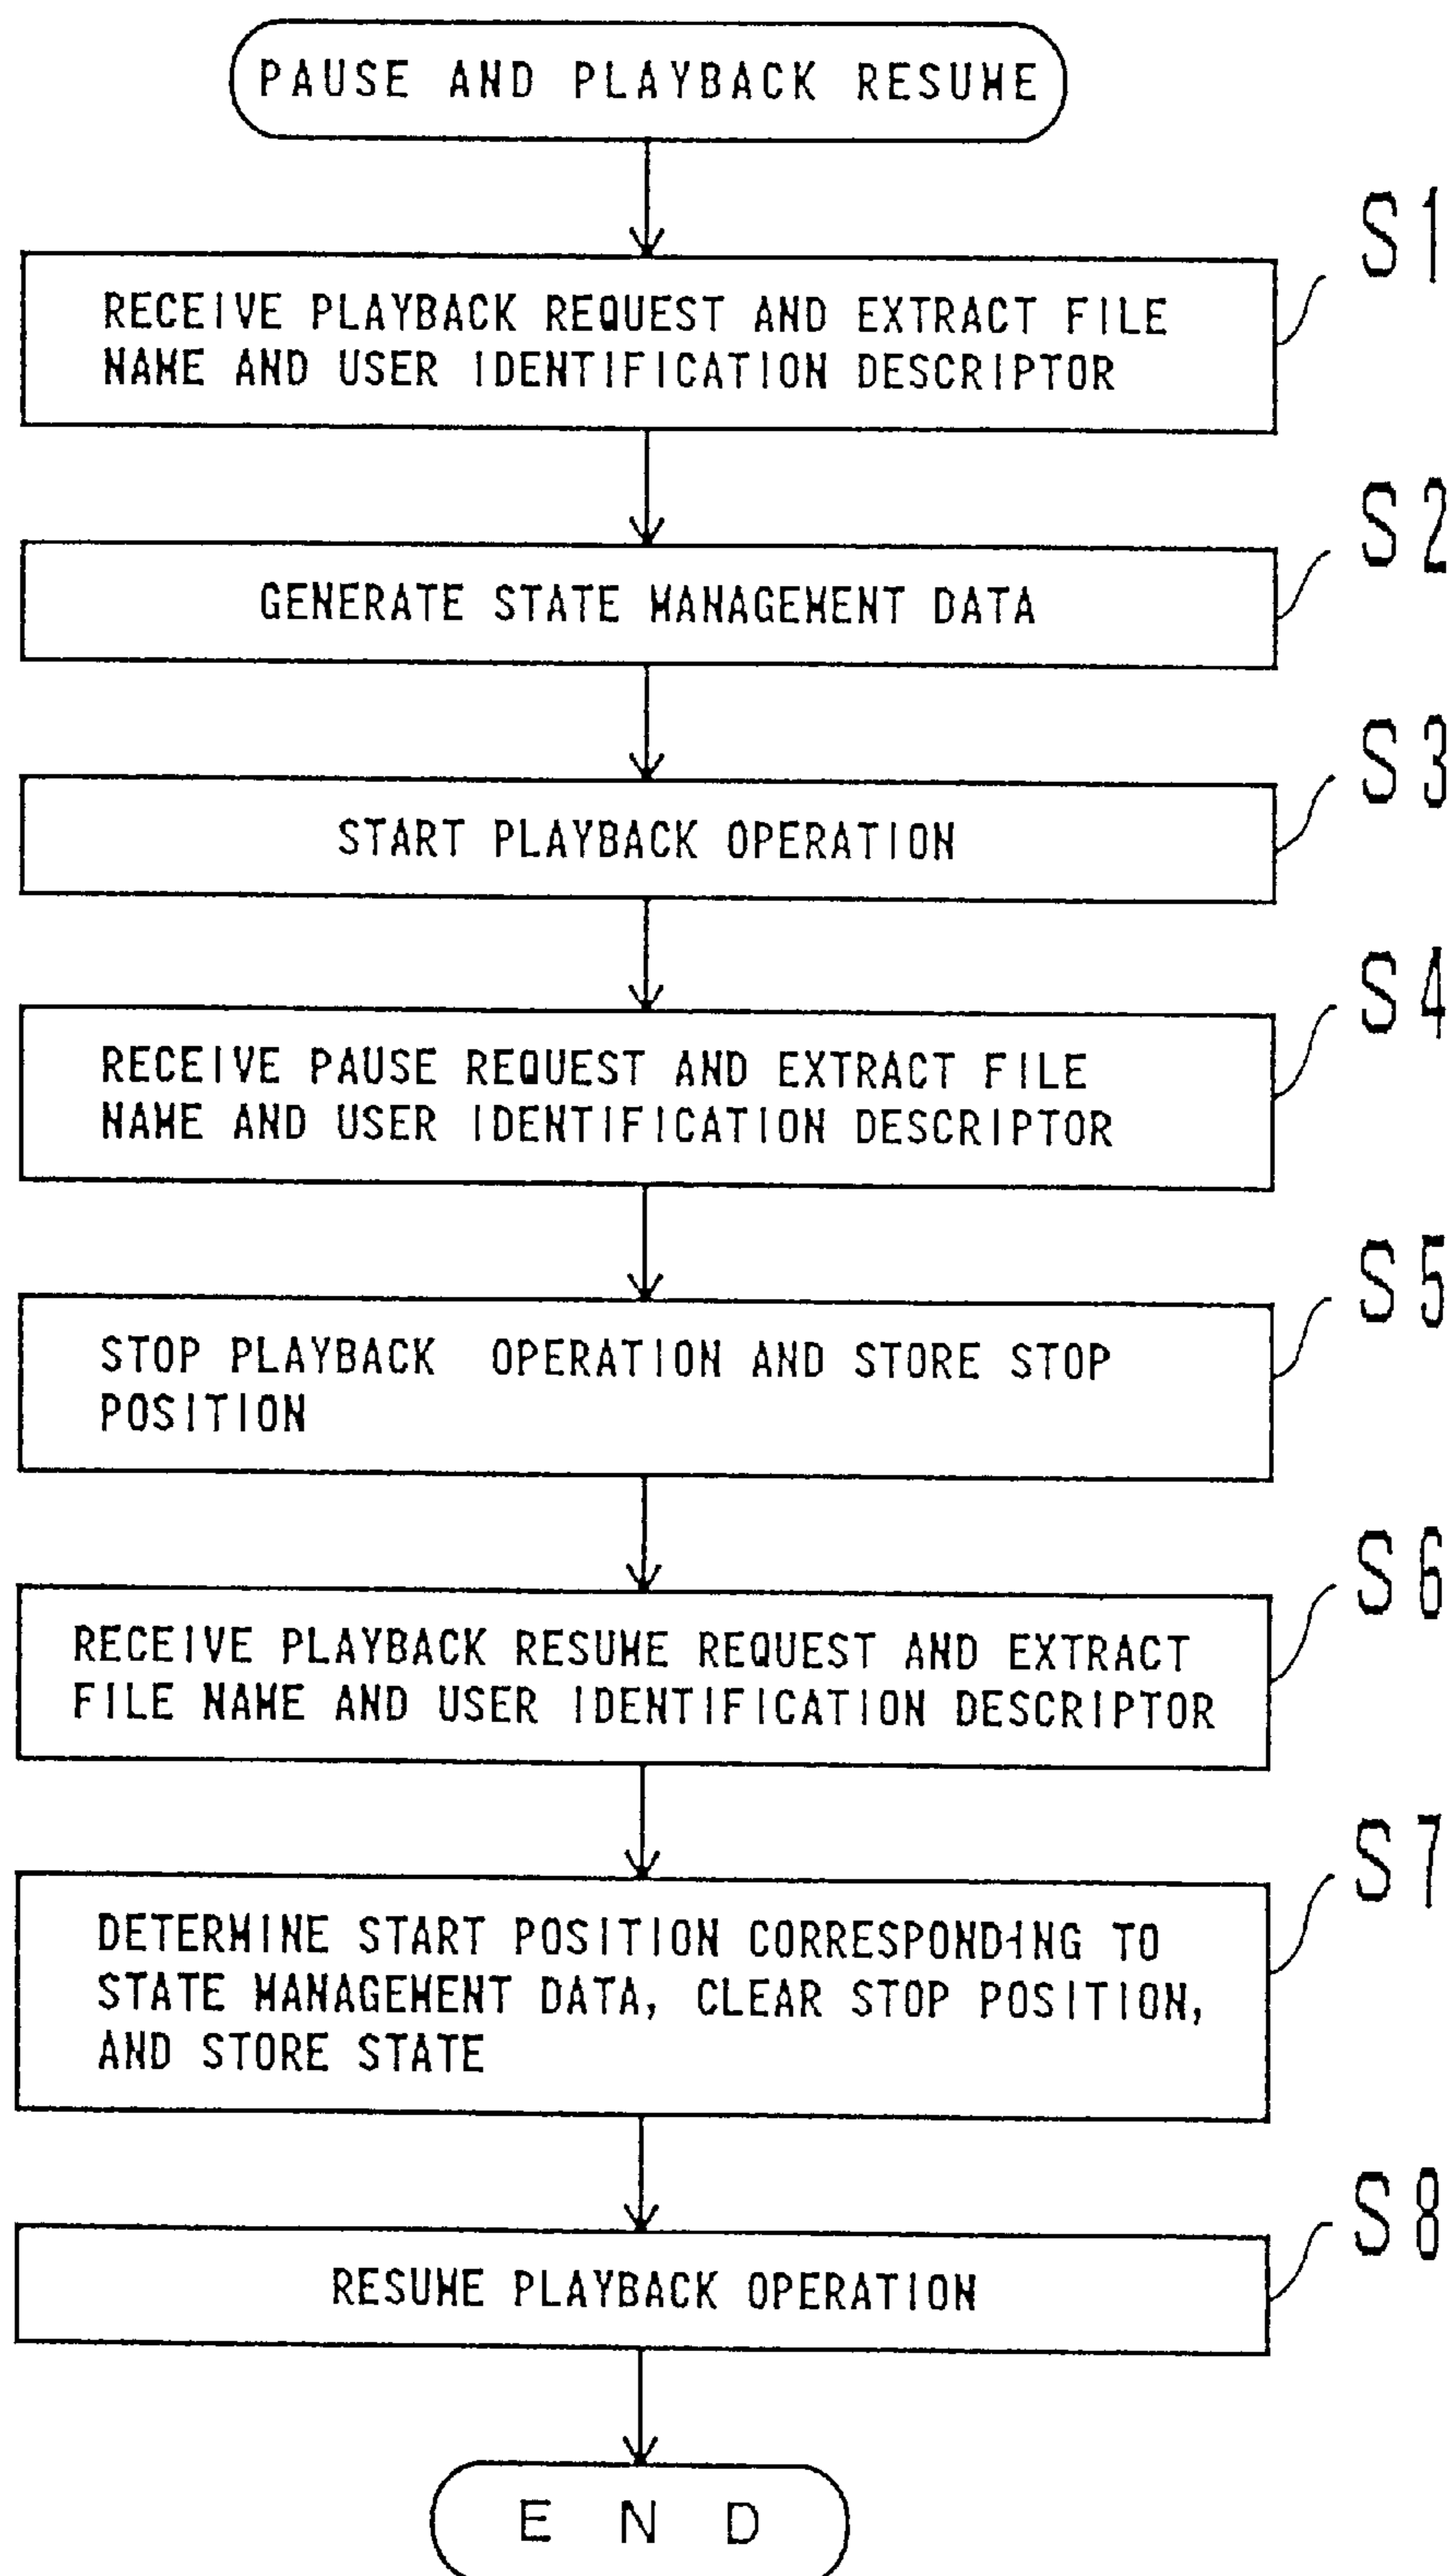 PAUSE AND PLAYBACK RESUME
S1
RECEIVE PLAYBACK REQUEST AND EXTRACT FILE
NAME AND USER IDENTIFICATION DESCRIPTOR
S2
GENERATE STATE MANAGEMENT DATA
S3
START PLAYBACK OPERATION
S4
RECEIVE PAUSE REQUEST AND EXTRACT FILE
NAME AND USER IDENTIFICATION DESCRIPTOR
S5
STOP PLAYBACK OPERATION AND STORE STOP
POSITION
S6
RECEIVE PLAYBACK RESUME REQUEST AND EXTRACT
FILE NAME AND USER IDENTIFICATION DESCRIPTOR
S7
DETERMINE START POSITION CORRESPONDING TO
STATE MANAGEMENT DATA, CLEAR STOP POSITION,
AND STORE STATE
S8
RESUME PLAYBACK OPERATION
END